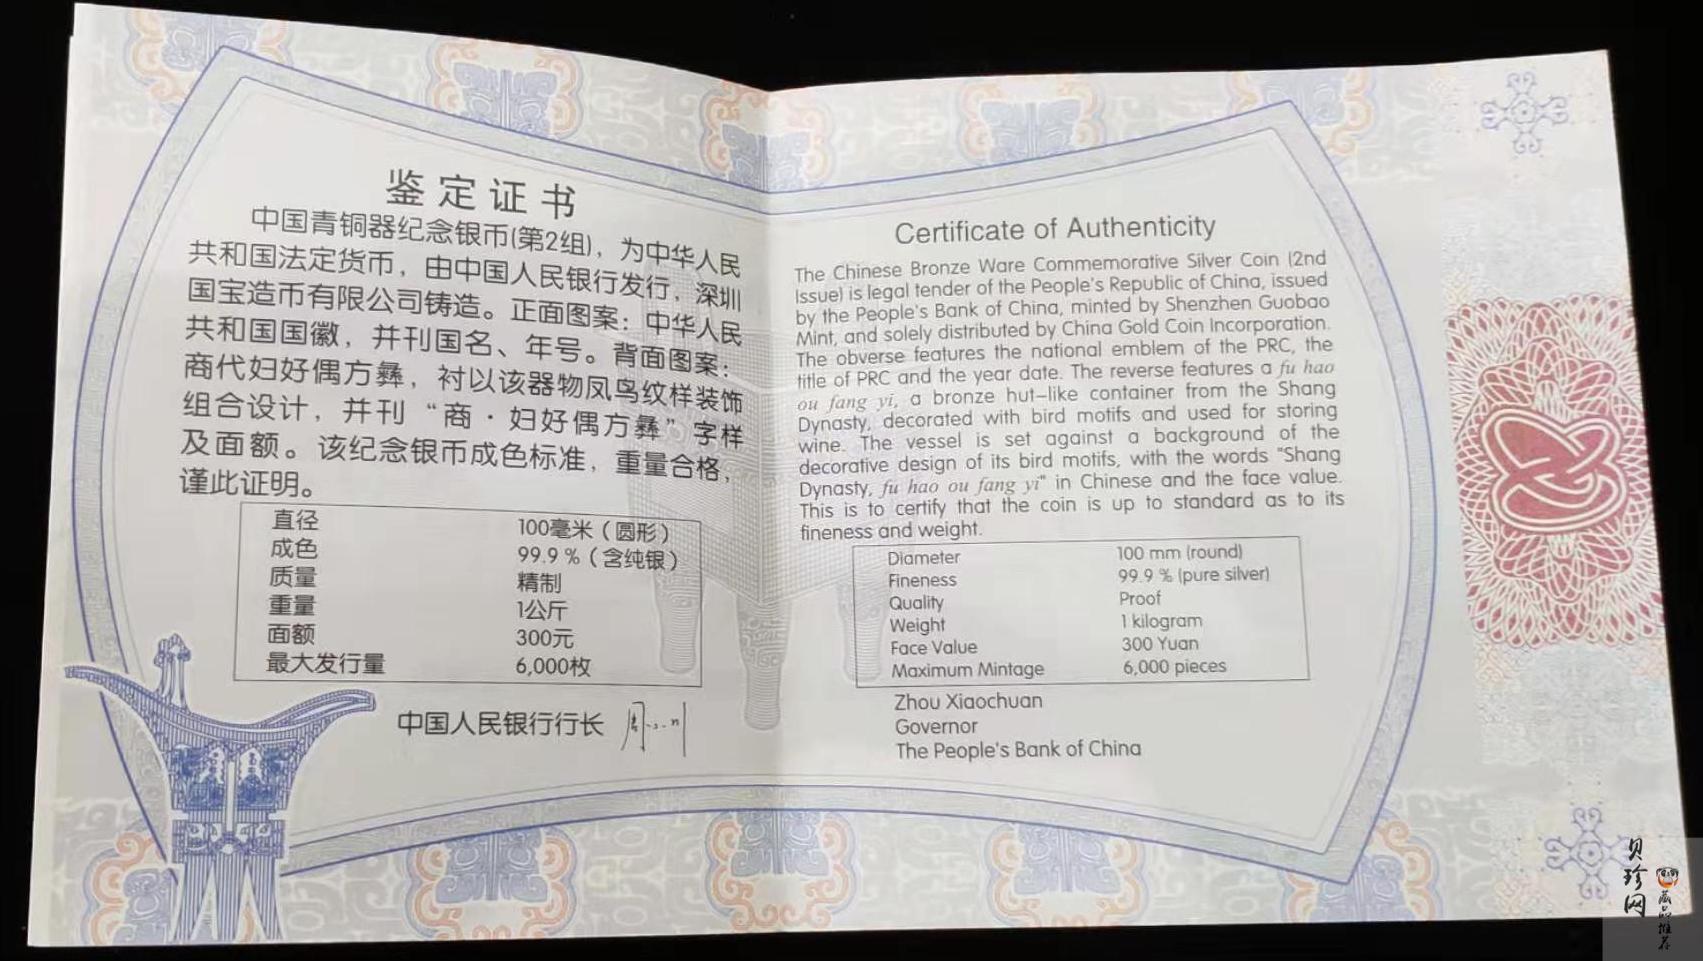 鉴定证书
中国青铜器纪念银币(第2组)，为中华人民
共和国法定货币，由中国人民银行发行，深圳
国宝造币有限公司铸造。正面图案：中华人民
共和国国徽，并刊国名、年号。背面图案：
商代妇好偶方彝，衬以该器物凤鸟纹样装饰
组合设计，并刊“商·妇好偶方彝”字样
及面额。该纪念银币成色标准，重量合格，
谨此证明。
直径 100毫米（圆形）
成色 99.9％（含纯银）
质量 精制
重量 1公斤
面额 300元
最大发行量 6,000枚
中国人民银行行长
Certificate of Authenticity
The Chinese Bronze Ware Commemorative Silver Coin (2nd
Issue) is legal tender of the People's Republic of China, issued
by the People's Bank of China, minted by Shenzhen Guobao
Mint, and solely distributed by China Gold Coin Incorporation.
The obverse features the national emblem of the PRC, the
title of PRC and the year date. The reverse features a fu hao
ou fang yi, a bronze hut-like container from the Shang
Dynasty, decorated with bird motifs and used for storing
wine. The vessel is set against a background of the
decorative design of its bird motifs, with the words "Shang
Dynasty, fu hao ou fang yi" in Chinese and the face value.
This is to certify that the coin is up to standard as to its
fineness and weight.
Diameter 100 mm (round)
Fineness 99.9 % (pure silver)
Quality Proof
Weight 1 kilogram
Face Value 300 Yuan
Maximum Mintage 6,000 pieces
Zhou Xiaochuan
Governor
The People's Bank of China
贝珍网
藏品推荐